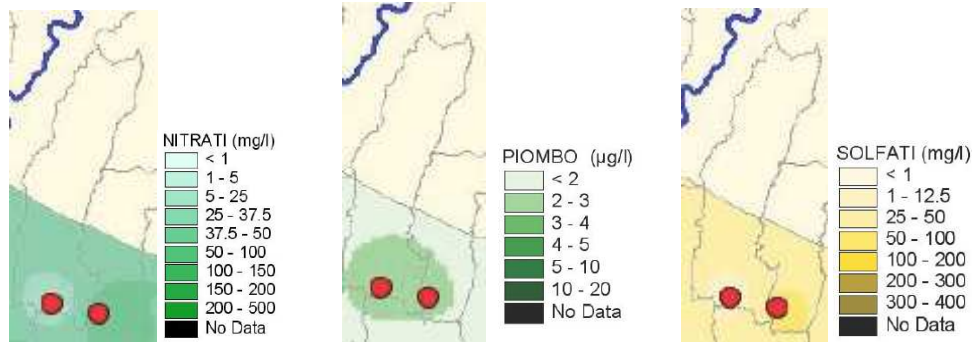 NITRATI (mg/l)
< 1
1 - 5
5 - 25
25 - 37.5
37.5 - 50
50 - 100
100 - 150
150 - 200
200 - 500
No Data
PIOMBO (µg/l)
< 2
2 - 3
3 - 4
4 - 5
5 - 10
10 - 20
No Data
SOLFATI (mg/l)
< 1
1 - 12.5
25 - 50
50 - 100
100 - 200
200 - 300
300 - 400
No Data